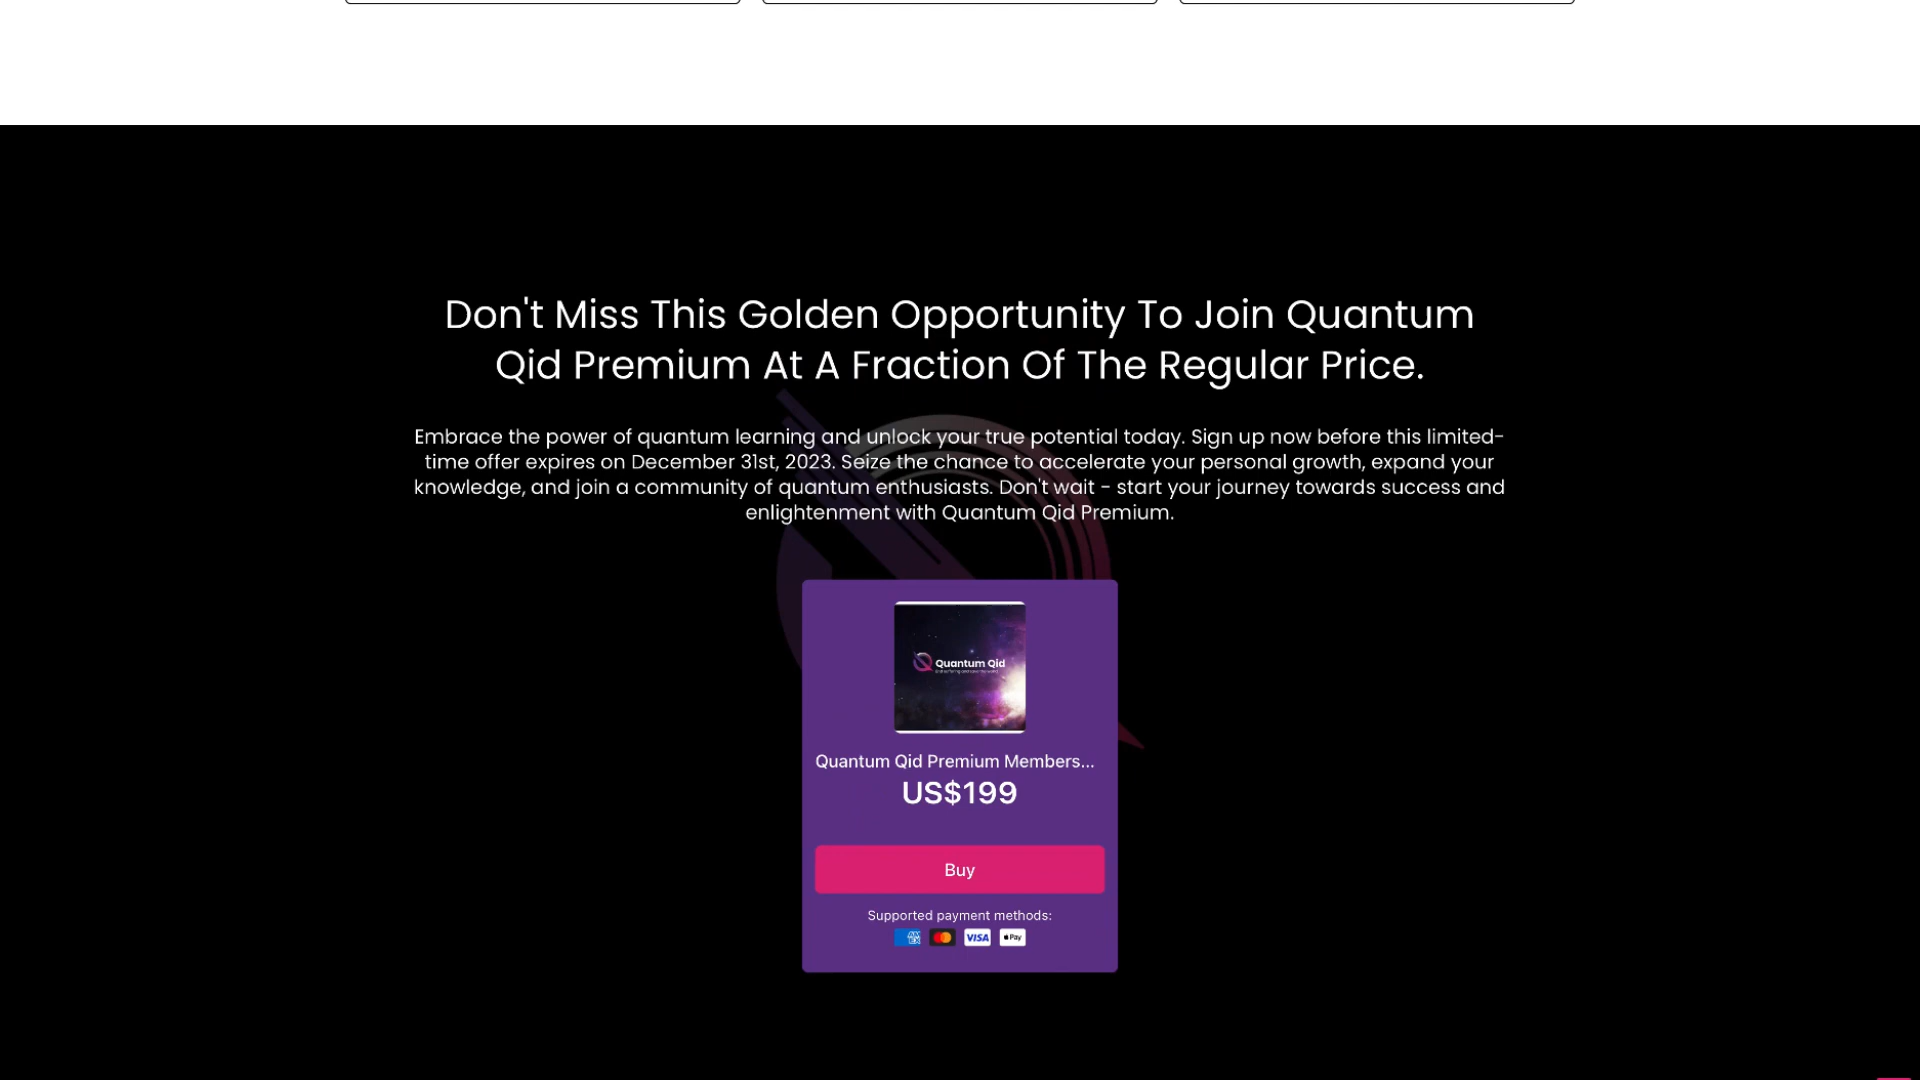 Don't Miss This Golden Opportunity To Join Quantum
Qid Premium At A Fraction Of The Regular Price.
Embrace the power of quantum learning and unlock your true potential today. Sign up now before this limited-
time offer expires on December 31st, 2023. Seize the chance to accelerate your personal growth, expand your
knowledge, and join a community of quantum enthusiasts. Don't wait - start your journey towards success and
enlightenment with Quantum Qid Premium.
Quantum Qid
Quantum Qid Premium Members...
US$199
Buy
Supported payment methods:
AM EX
VISA
Pay